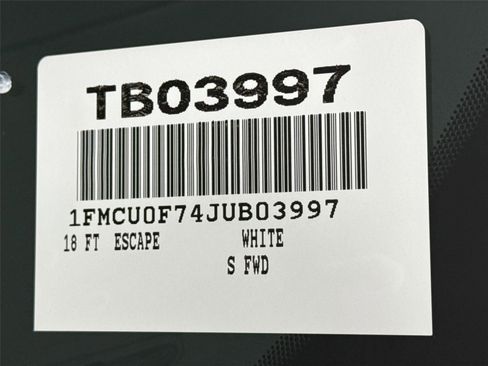 TB03997
1FMCU0F74JUB03997
18 FT ESCAPE WHITE
S FWD